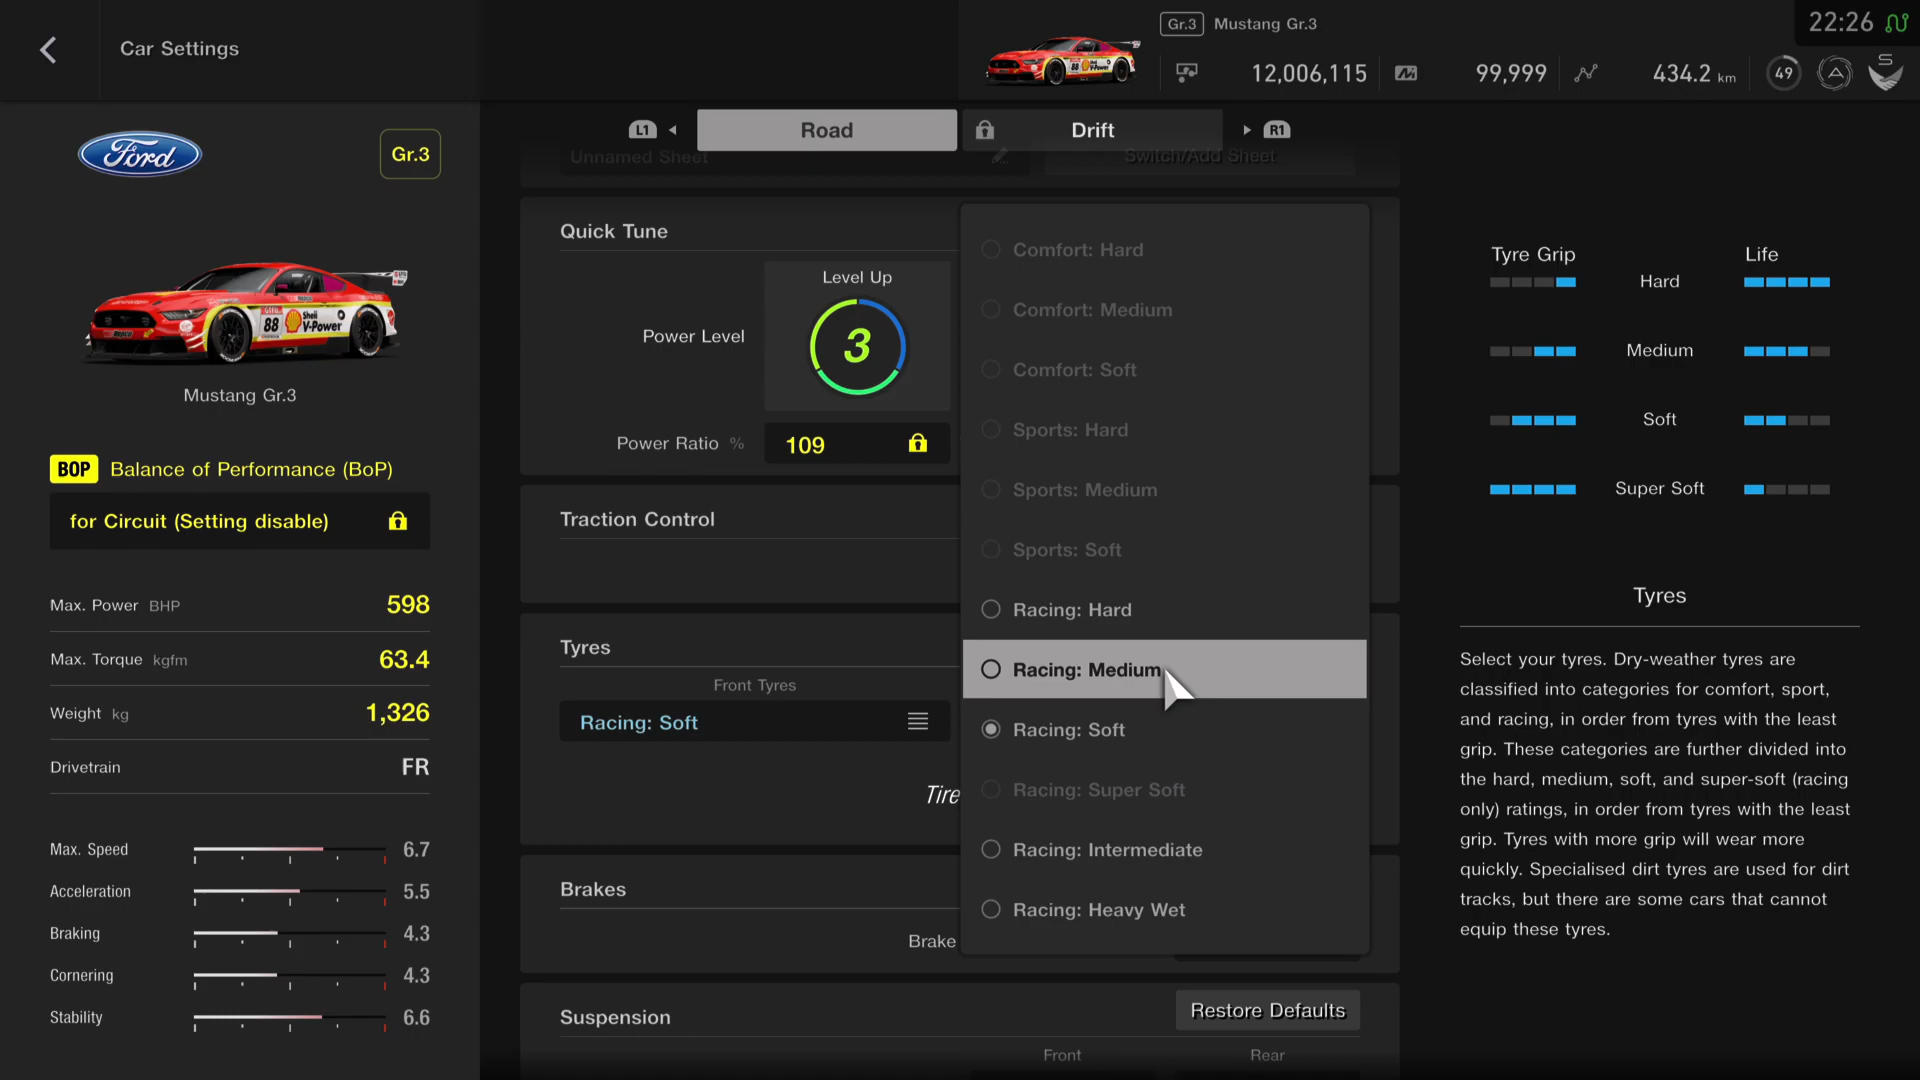 Car Settings
Gr.3 Mustang Gr.3
22:26
12,006,115
99,999
434.2 km
49
S
Ford
Gr.3
88 Shell V-Power
Mustang Gr.3
BOP Balance of Performance (BoP)
for Circuit (Setting disable)
Max. Power BHP 598
Max. Torque kgfm 63.4
Weight kg 1,326
Drivetrain FR
Max. Speed 6.7
Acceleration 5.5
Braking 4.3
Cornering 4.3
Stability 6.6
L1 Road Drift R1
Unnamed Sheet Switch/Add Sheet
Quick Tune
Level Up
Power Level 3
Power Ratio % 109
Traction Control
Tyres
Front Tyres
Racing: Soft
Tire
Brakes
Brake
Suspension Restore Defaults
Front Rear
Comfort: Hard
Comfort: Medium
Comfort: Soft
Sports: Hard
Sports: Medium
Sports: Soft
Racing: Hard
Racing: Medium
Racing: Soft
Racing: Super Soft
Racing: Intermediate
Racing: Heavy Wet
Tyre Grip Life
Hard
Medium
Soft
Super Soft
Tyres
Select your tyres. Dry-weather tyres are
classified into categories for comfort, sport,
and racing, in order from tyres with the least
grip. These categories are further divided into
the hard, medium, soft, and super-soft (racing
only) ratings, in order from tyres with the least
grip. Tyres with more grip will wear more
quickly. Specialised dirt tyres are used for dirt
tracks, but there are some cars that cannot
equip these tyres.